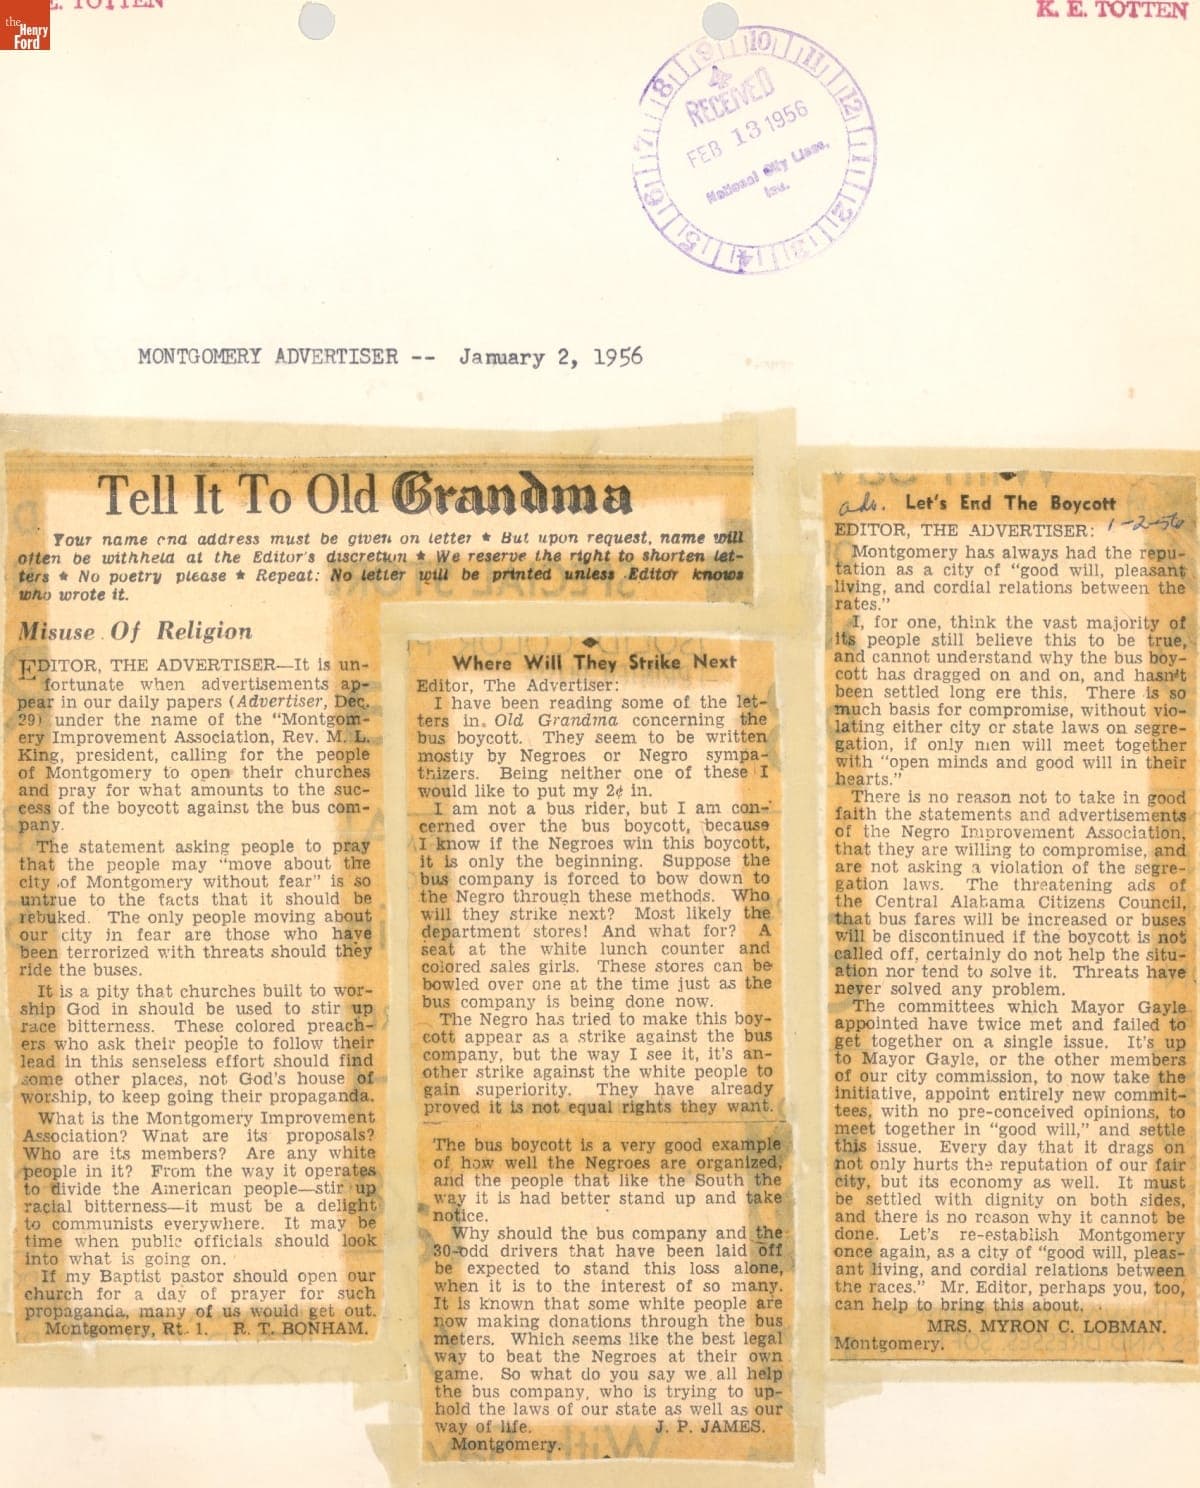 the
Henry
Ford
E. TOTTEN
K. E. TOTTEN
9 10 11 12 1 2 3 4 5 6 7 8
RECEIVED
FEB 13 1956
National City Lines,
Inc.
MONTGOMERY ADVERTISER -- January 2, 1956
Tell It To Old Grandma
Your name and address must be given on letter ★ But upon request, name will
often be withheld at the Editor's discretion ★ We reserve the right to shorten let-
ters ★ No poetry please ★ Repeat: No letter will be printed unless Editor knows
who wrote it.
Misuse Of Religion
EDITOR, THE ADVERTISER—It is un-
fortunate when advertisements ap-
pear in our daily papers (Advertiser, Dec.
29) under the name of the "Montgom-
ery Improvement Association, Rev. M. L.
King, president, calling for the people
of Montgomery to open their churches
and pray for what amounts to the suc-
cess of the boycott against the bus com-
pany.
The statement asking people to pray
that the people may "move about the
city of Montgomery without fear" is so
untrue to the facts that it should be
rebuked. The only people moving about
our city in fear are those who have
been terrorized with threats should they
ride the buses.
It is a pity that churches built to wor-
ship God in should be used to stir up
race bitterness. These colored preach-
ers who ask their people to follow their
lead in this senseless effort should find
some other places, not God's house of
worship, to keep going their propaganda.
What is the Montgomery Improvement
Association? What are its proposals?
Who are its members? Are any white
people in it? From the way it operates
to divide the American people—stir up
racial bitterness—it must be a delight
to communists everywhere. It may be
time when public officials should look
into what is going on.
If my Baptist pastor should open our
church for a day of prayer for such
propaganda, many of us would get out.
Montgomery, Rt. 1. R. T. BONHAM.
Where Will They Strike Next
Editor, The Advertiser:
I have been reading some of the let-
ters in Old Grandma concerning the
bus boycott. They seem to be written
mostly by Negroes or Negro sympa-
thizers. Being neither one of these I
would like to put my 2¢ in.
I am not a bus rider, but I am con-
cerned over the bus boycott, because
I know if the Negroes win this boycott,
it is only the beginning. Suppose the
bus company is forced to bow down to
the Negro through these methods. Who
will they strike next? Most likely the
department stores! And what for? A
seat at the white lunch counter and
colored sales girls. These stores can be
bowled over one at the time just as the
bus company is being done now.
The Negro has tried to make this boy-
cott appear as a strike against the bus
company, but the way I see it, it's an-
other strike against the white people to
gain superiority. They have already
proved it is not equal rights they want.
The bus boycott is a very good example
of how well the Negroes are organized,
and the people that like the South the
way it is had better stand up and take
notice.
Why should the bus company and the
30-odd drivers that have been laid off
be expected to stand this loss alone,
when it is to the interest of so many.
It is known that some white people are
now making donations through the bus
meters. Which seems like the best legal
way to beat the Negroes at their own
game. So what do you say we all help
the bus company, who is trying to up-
hold the laws of our state as well as our
way of life. J. P. JAMES.
Montgomery.
adv. Let's End The Boycott
EDITOR, THE ADVERTISER: 1-2-56
Montgomery has always had the repu-
tation as a city of "good will, pleasant
living, and cordial relations between the
rates."
I, for one, think the vast majority of
its people still believe this to be true,
and cannot understand why the bus boy-
cott has dragged on and on, and hasn't
been settled long ere this. There is so
much basis for compromise, without vio-
lating either city or state laws on segre-
gation, if only men will meet together
with "open minds and good will in their
hearts."
There is no reason not to take in good
faith the statements and advertisements
of the Negro Improvement Association,
that they are willing to compromise, and
are not asking a violation of the segre-
gation laws. The threatening ads of
the Central Alabama Citizens Council,
that bus fares will be increased or buses
will be discontinued if the boycott is not
called off, certainly do not help the situ-
ation nor tend to solve it. Threats have
never solved any problem.
The committees which Mayor Gayle
appointed have twice met and failed to
get together on a single issue. It's up
to Mayor Gayle, or the other members
of our city commission, to now take the
initiative, appoint entirely new commit-
tees, with no pre-conceived opinions, to
meet together in "good will," and settle
this issue. Every day that it drags on
not only hurts the reputation of our fair
city, but its economy as well. It must
be settled with dignity on both sides,
and there is no reason why it cannot be
done. Let's re-establish Montgomery
once again, as a city of "good will, pleas-
ant living, and cordial relations between
the races." Mr. Editor, perhaps you, too,
can help to bring this about.
MRS. MYRON C. LOBMAN.
Montgomery.